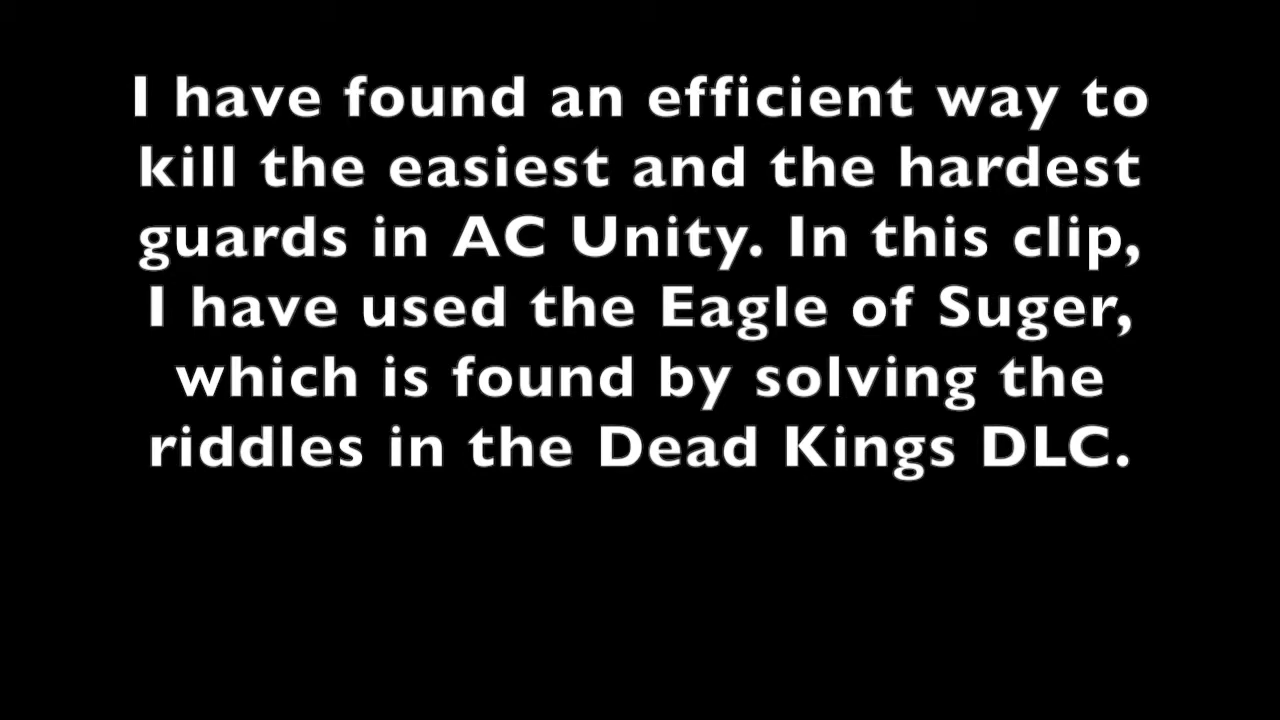 I have found an efficient way to
kill the easiest and the hardest
guards in AC Unity. In this clip,
I have used the Eagle of Suger,
which is found by solving the
riddles in the Dead Kings DLC.